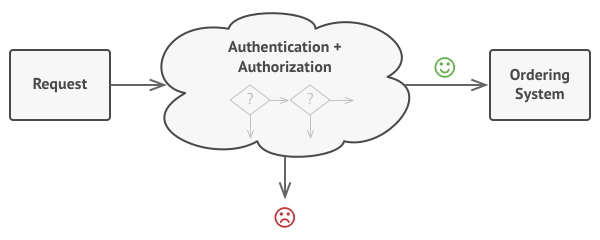 Request
Authentication +
Authorization
?
?
Ordering
System